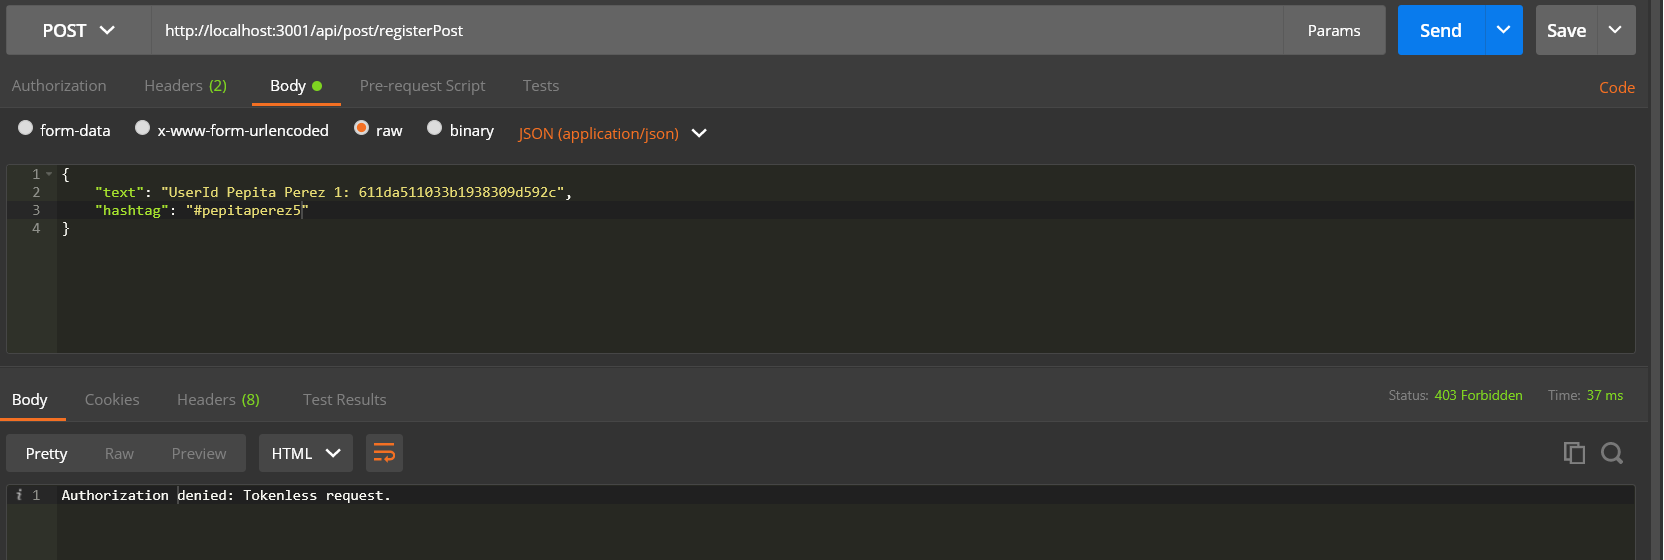 POST http://localhost:3001/api/post/registerPost Params Send Save
Authorization Headers (2) Body Pre-request Script Tests Code
form-data x-www-form-urlencoded raw binary JSON (application/json)
1 {
2 "text": "UserId Pepita Perez 1: 611da511033b1938309d592c",
3 "hashtag": "#pepitaperez5"
4 }
Body Cookies Headers (8) Test Results Status: 403 Forbidden Time: 37 ms
Pretty Raw Preview HTML
i 1 Authorization denied: Tokenless request.